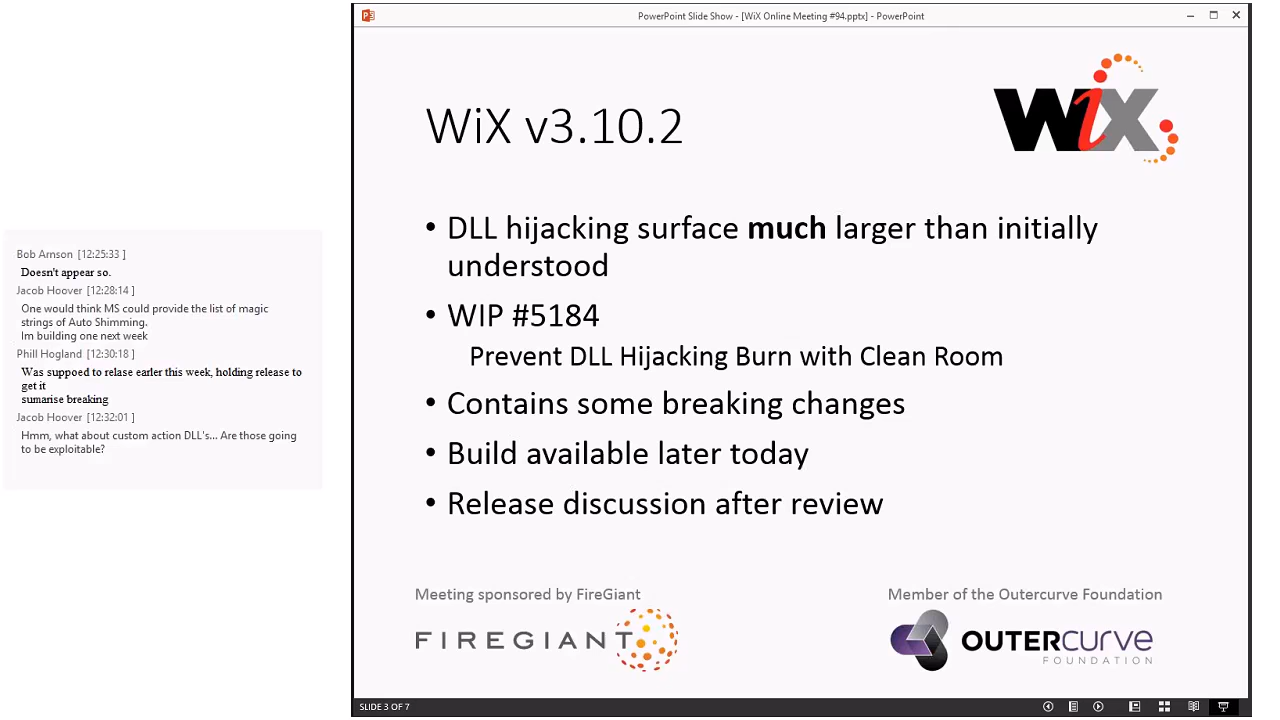 PowerPoint Slide Show - [WiX Online Meeting #94.pptx] - PowerPoint
Bob Arnson [12:25:33 ]
Doesn't appear so.
Jacob Hoover [12:28:14 ]
One would think MS could provide the list of magic
strings of Auto Shimming.
Im building one next week
Phill Hogland [12:30:18 ]
Was suppoed to relase earler this week, holding release to
get it
sumarise breaking
Jacob Hoover [12:32:01 ]
Hmm, what about custom action DLL's... Are those going
to be exploitable?
WiX v3.10.2
WiX
• DLL hijacking surface much larger than initially
understood
• WIP #5184
Prevent DLL Hijacking Burn with Clean Room
• Contains some breaking changes
• Build available later today
• Release discussion after review
Meeting sponsored by FireGiant
FIREGIANT
Member of the Outercurve Foundation
OUTERCURVE
FOUNDATION
SLIDE 3 OF 7